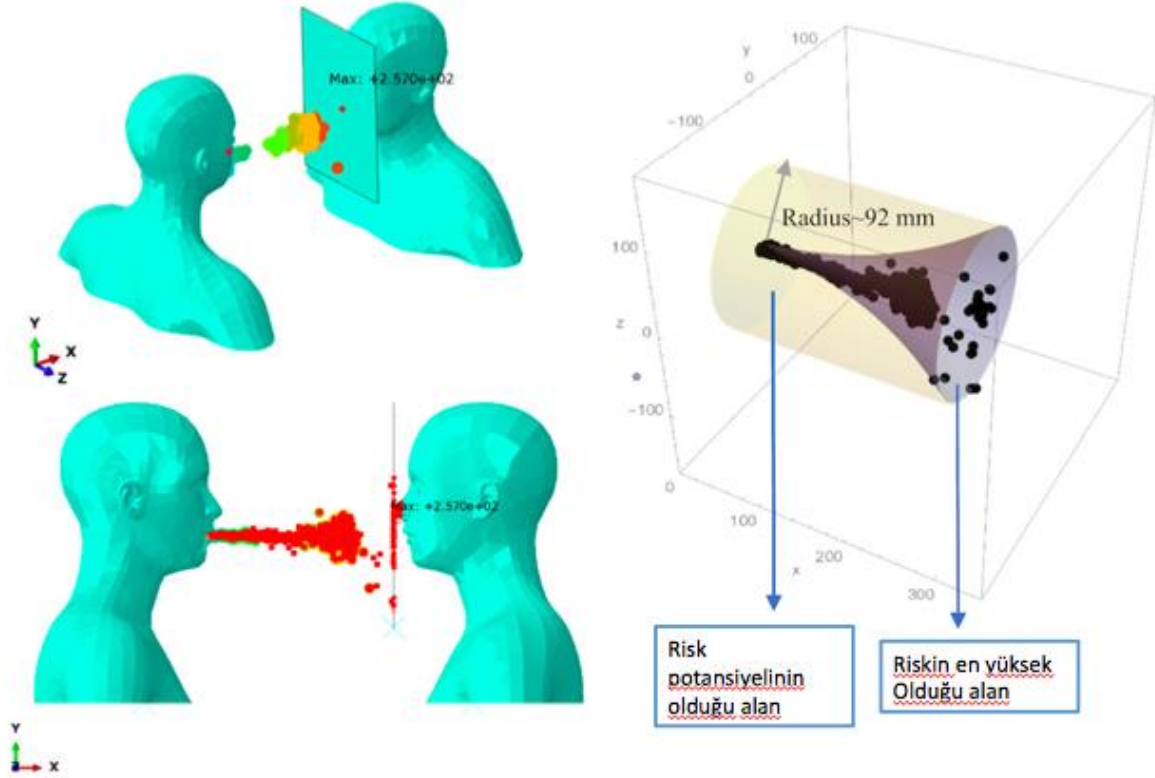 Max: +2.570e+02
Y
X
Z
Max: +2.570e+02
Y
Z
X
y
100
0
-100
Radius~92 mm
100
z
0
-100
0
100
x
200
300
Risk
potansiyelinin
olduğu alan
Riskin en yüksek
Olduğu alan